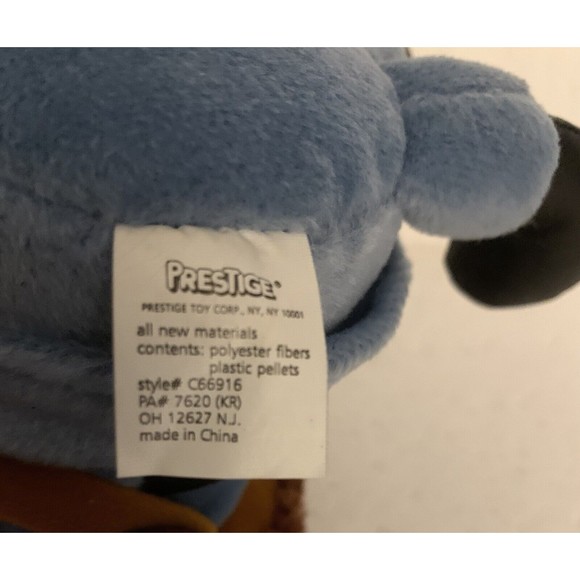 PRESTIGE®
PRESTIGE TOY CORP., NY, NY 10001
all new materials
contents: polyester fibers
plastic pellets
style# C66916
PA# 7620 (KR)
OH 12627 N.J.
made in China